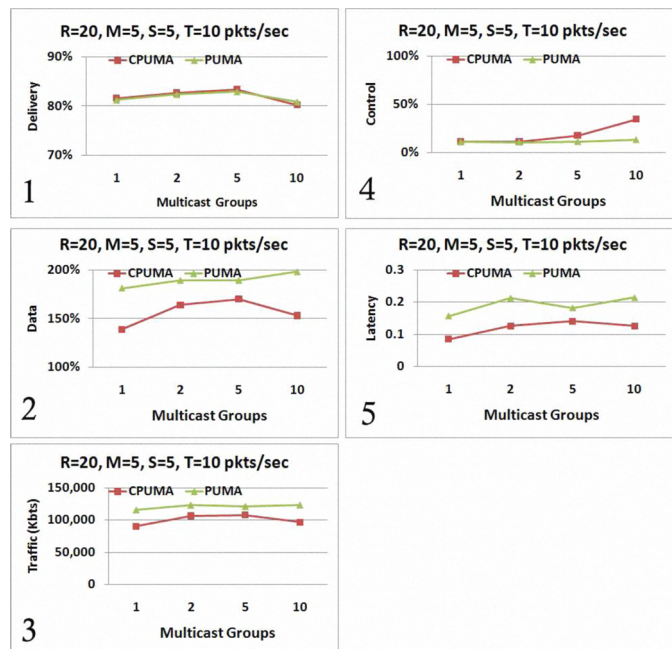 R=20, M=5, S=5, T=10 pkts/sec
CPUMA PUMA
90%
80%
70%
Delivery
1 2 5 10
Multicast Groups
1
R=20, M=5, S=5, T=10 pkts/sec
CPUMA PUMA
100%
50%
0%
Control
1 2 5 10
Multicast Groups
4
R=20, M=5, S=5, T=10 pkts/sec
CPUMA PUMA
200%
150%
100%
Data
1 2 5 10
Multicast Groups
2
R=20, M=5, S=5, T=10 pkts/sec
CPUMA PUMA
0.3
0.2
0.1
0
Latency
1 2 5 10
Multicast Groups
5
R=20, M=5, S=5, T=10 pkts/sec
CPUMA PUMA
150,000
100,000
50,000
0
Traffic (Kbts)
1 2 5 10
Multicast Groups
3